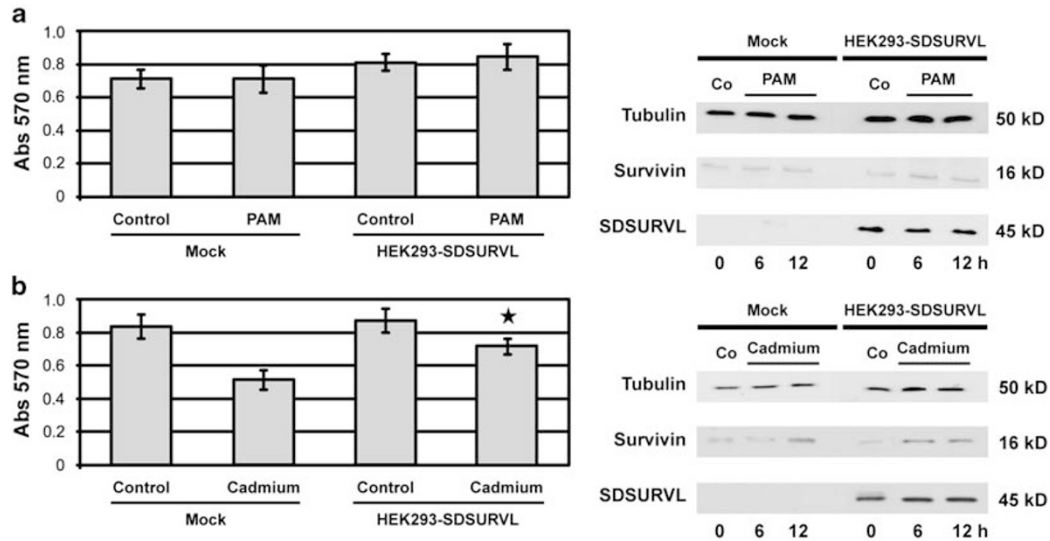 a
Abs 570 nm
1.0
0.8
0.6
0.4
0.2
0
Control PAM Control PAM
Mock HEK293-SDSURVL
Mock HEK293-SDSURVL
Co PAM Co PAM
Tubulin 50 kD
Survivin 16 kD
SDSURVL 45 kD
0 6 12 0 6 12 h
b
Abs 570 nm
1.0
0.8
0.6
0.4
0.2
0
Control Cadmium Control Cadmium
Mock HEK293-SDSURVL
Mock HEK293-SDSURVL
Co Cadmium Co Cadmium
Tubulin 50 kD
Survivin 16 kD
SDSURVL 45 kD
0 6 12 0 6 12 h